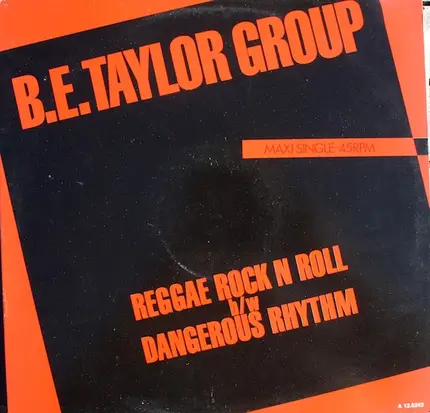 B.E. TAYLOR GROUP
MAXI SINGLE-45RPM
REGGAE ROCK N ROLL
b/w
DANGEROUS RHYTHM